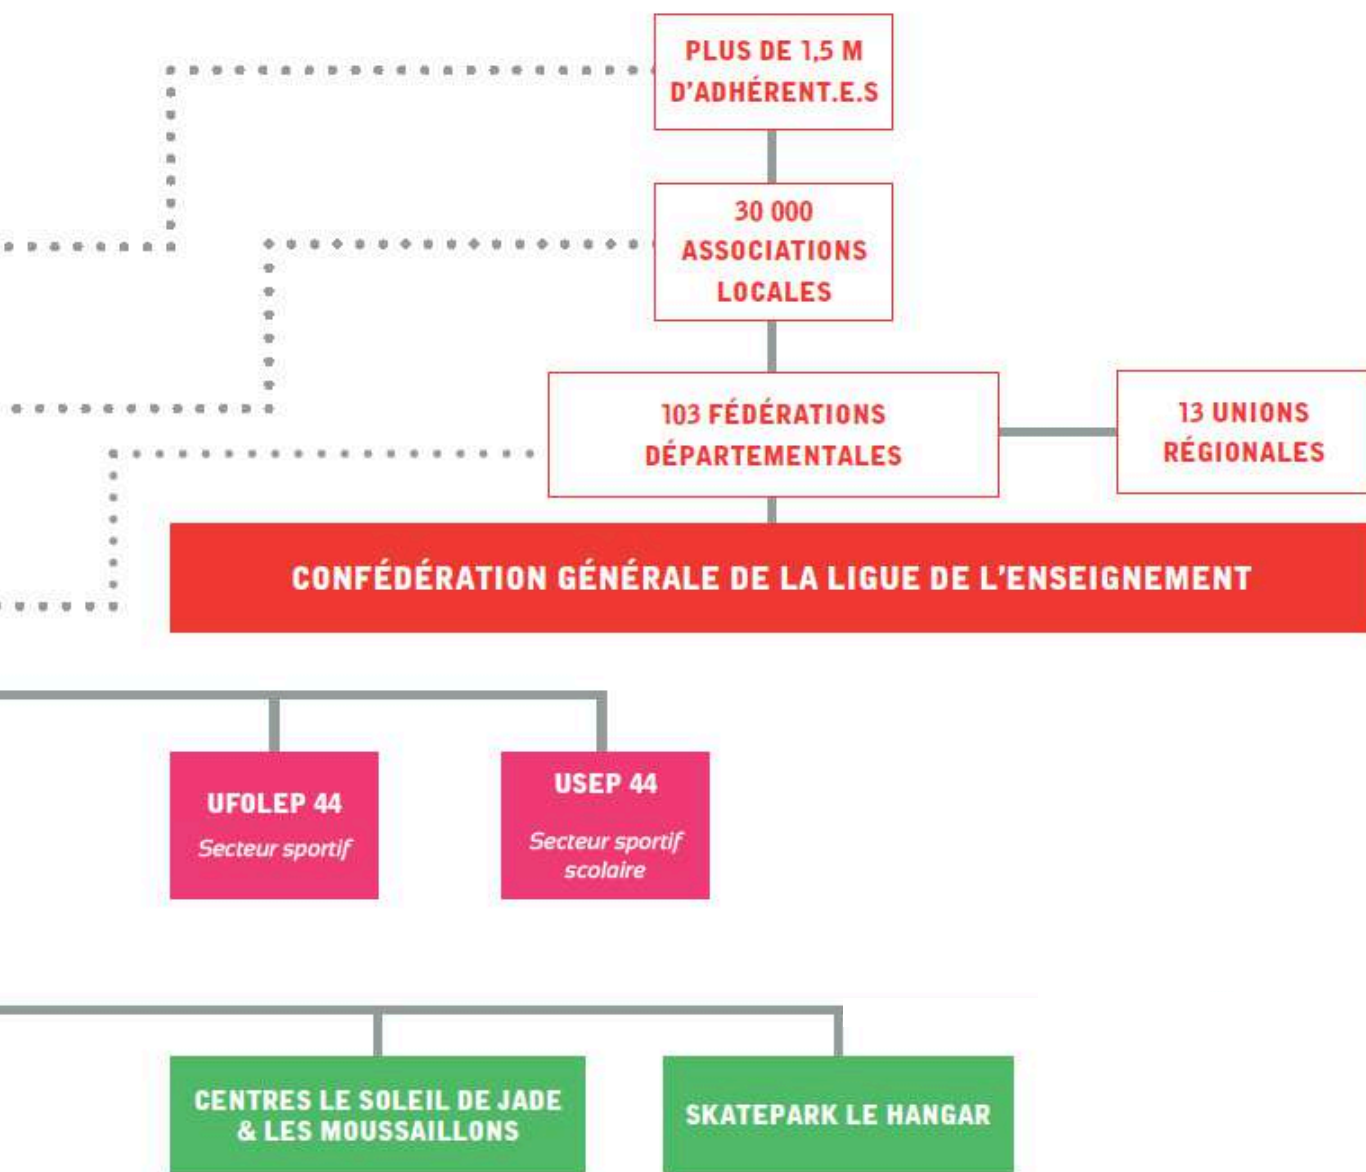 PLUS DE 1,5 M
D'ADHÉRENT.E.S
30 000
ASSOCIATIONS
LOCALES
103 FÉDÉRATIONS
DÉPARTEMENTALES
13 UNIONS
RÉGIONALES
CONFÉDÉRATION GÉNÉRALE DE LA LIGUE DE L'ENSEIGNEMENT
UFOLEP 44
Secteur sportif
USEP 44
Secteur sportif
scolaire
CENTRES LE SOLEIL DE JADE
& LES MOUSSAILLONS
SKATEPARK LE HANGAR